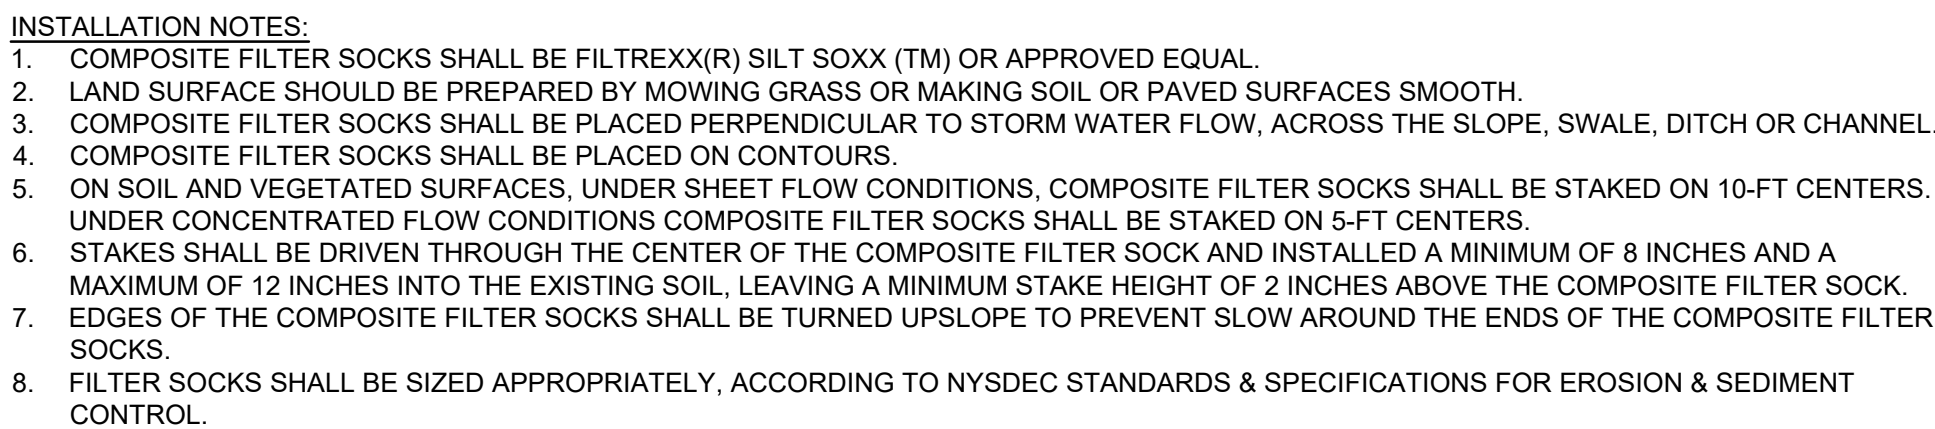 INSTALLATION NOTES:
1. COMPOSITE FILTER SOCKS SHALL BE FILTREXX(R) SILT SOXX (TM) OR APPROVED EQUAL.
2. LAND SURFACE SHOULD BE PREPARED BY MOWING GRASS OR MAKING SOIL OR PAVED SURFACES SMOOTH.
3. COMPOSITE FILTER SOCKS SHALL BE PLACED PERPENDICULAR TO STORM WATER FLOW, ACROSS THE SLOPE, SWALE, DITCH OR CHANNEL.
4. COMPOSITE FILTER SOCKS SHALL BE PLACED ON CONTOURS.
5. ON SOIL AND VEGETATED SURFACES, UNDER SHEET FLOW CONDITIONS, COMPOSITE FILTER SOCKS SHALL BE STAKED ON 10-FT CENTERS.
UNDER CONCENTRATED FLOW CONDITIONS COMPOSITE FILTER SOCKS SHALL BE STAKED ON 5-FT CENTERS.
6. STAKES SHALL BE DRIVEN THROUGH THE CENTER OF THE COMPOSITE FILTER SOCK AND INSTALLED A MINIMUM OF 8 INCHES AND A
MAXIMUM OF 12 INCHES INTO THE EXISTING SOIL, LEAVING A MINIMUM STAKE HEIGHT OF 2 INCHES ABOVE THE COMPOSITE FILTER SOCK.
7. EDGES OF THE COMPOSITE FILTER SOCKS SHALL BE TURNED UPSLOPE TO PREVENT SLOW AROUND THE ENDS OF THE COMPOSITE FILTER
SOCKS.
8. FILTER SOCKS SHALL BE SIZED APPROPRIATELY, ACCORDING TO NYSDEC STANDARDS & SPECIFICATIONS FOR EROSION & SEDIMENT
CONTROL.